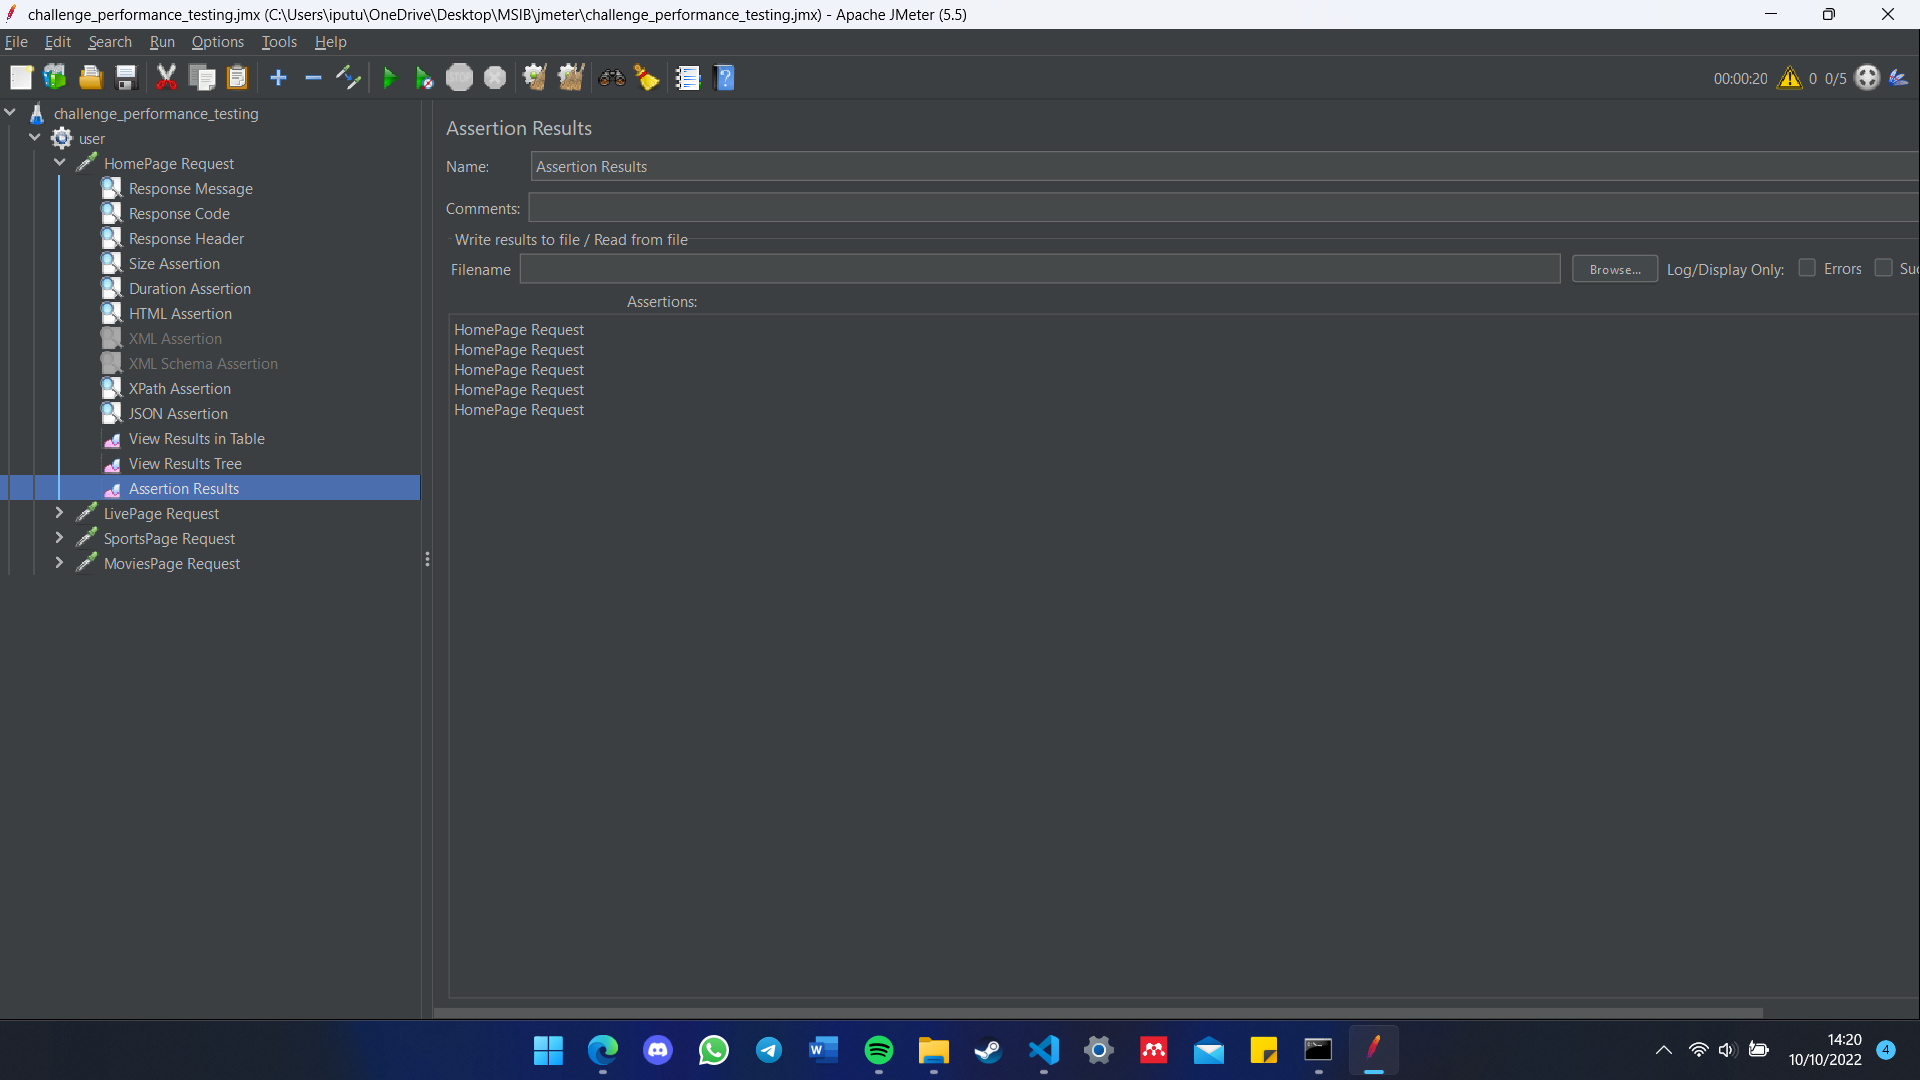 challenge_performance_testing.jmx (C:\Users\iputu\OneDrive\Desktop\MSIB\jmeter\challenge_performance_testing.jmx) - Apache JMeter (5.5)
File Edit Search Run Options Tools Help
STOP
00:00:20 0 0/5
challenge_performance_testing
user
HomePage Request
Response Message
Response Code
Response Header
Size Assertion
Duration Assertion
HTML Assertion
XML Assertion
XML Schema Assertion
XPath Assertion
JSON Assertion
View Results in Table
View Results Tree
Assertion Results
LivePage Request
SportsPage Request
MoviesPage Request
Assertion Results
Name: Assertion Results
Comments:
Write results to file / Read from file
Filename Browse... Log/Display Only: Errors Suc
Assertions:
HomePage Request
HomePage Request
HomePage Request
HomePage Request
HomePage Request
14:20
10/10/2022 4